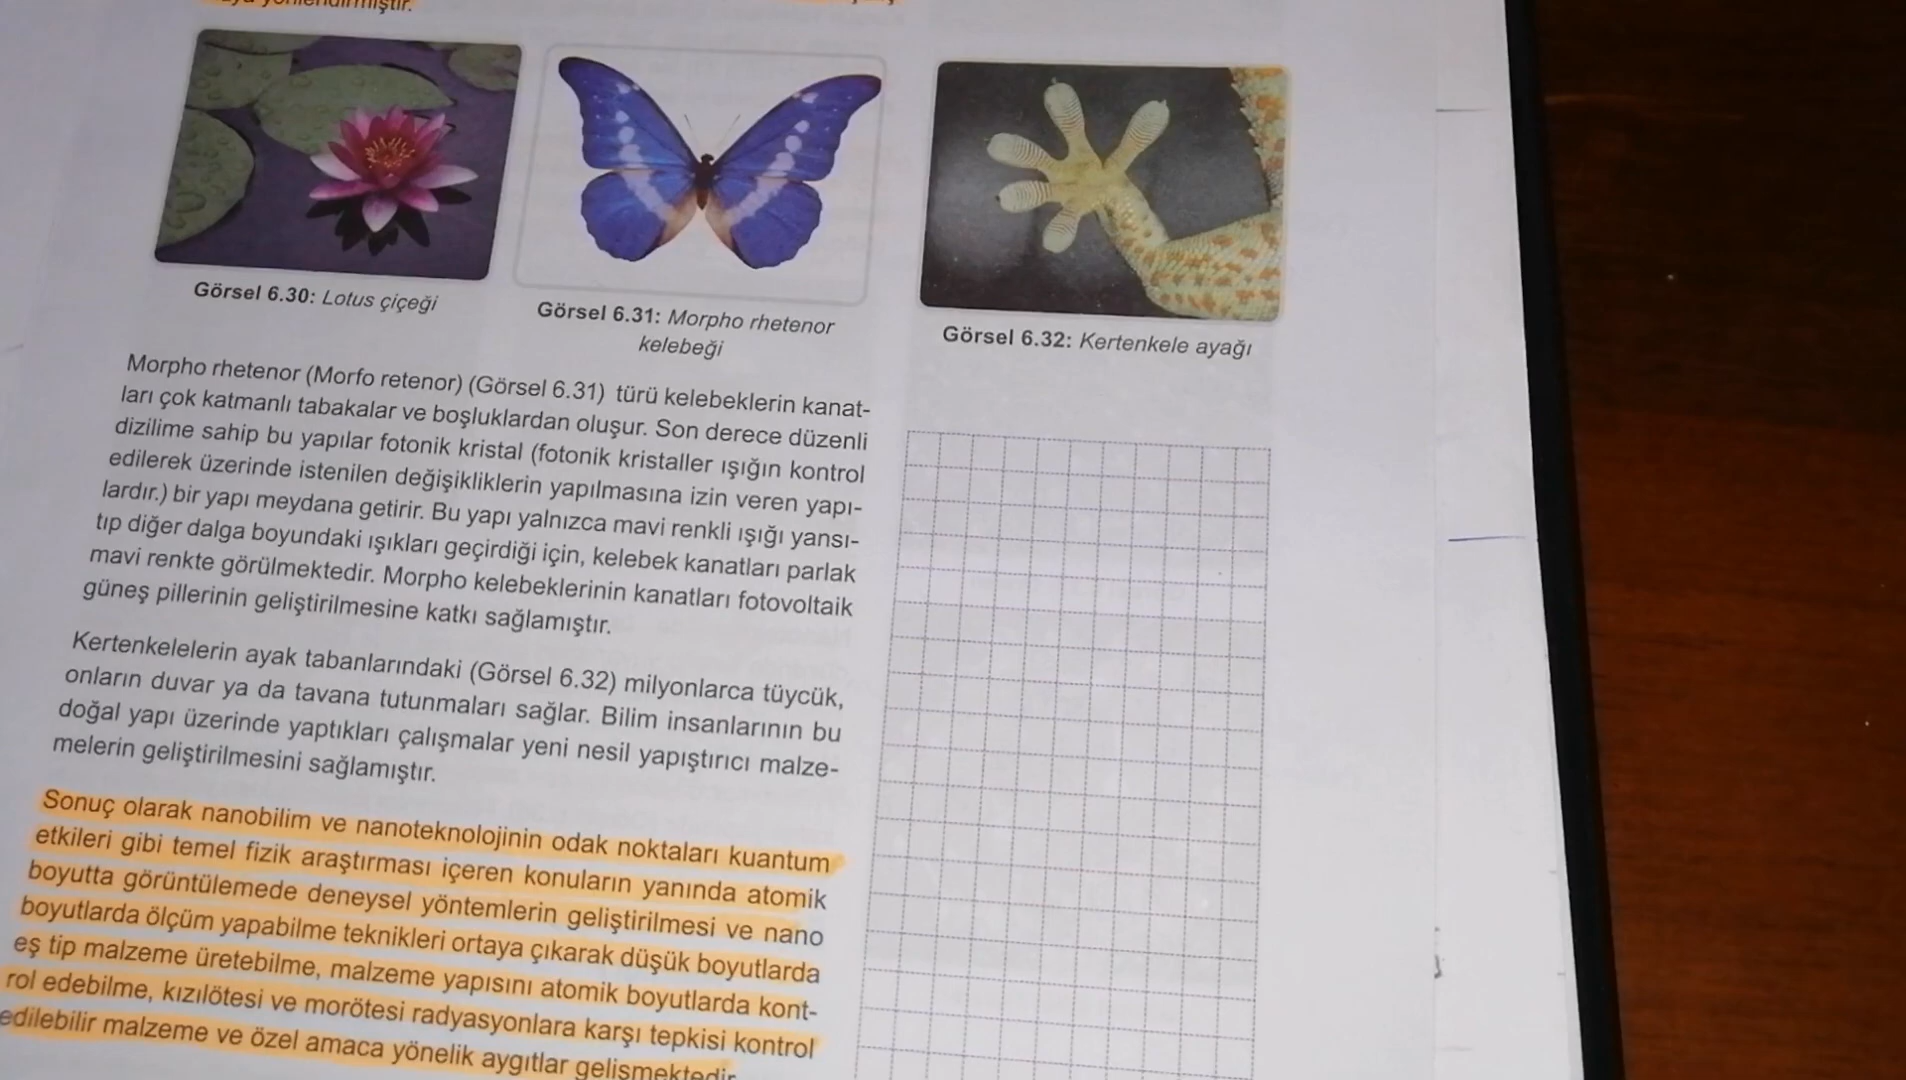 yönlendirmiştir.
Görsel 6.30: Lotus çiçeği
Görsel 6.31: Morpho rhetenor
kelebeği
Görsel 6.32: Kertenkele ayağı
Morpho rhetenor (Morfo retenor) (Görsel 6.31) türü kelebeklerin kanat-
ları çok katmanlı tabakalar ve boşluklardan oluşur. Son derece düzenli
dizilime sahip bu yapılar fotonik kristal (fotonik kristaller ışığın kontrol
edilerek üzerinde istenilen değişikliklerin yapılmasına izin veren yapı-
lardır.) bir yapı meydana getirir. Bu yapı yalnızca mavi renkli ışığı yansı-
tıp diğer dalga boyundaki ışıkları geçirdiği için, kelebek kanatları parlak
mavi renkte görülmektedir. Morpho kelebeklerinin kanatları fotovoltaik
güneş pillerinin geliştirilmesine katkı sağlamıştır.
Kertenkelelerin ayak tabanlarındaki (Görsel 6.32) milyonlarca tüycük,
onların duvar ya da tavana tutunmaları sağlar. Bilim insanlarının bu
doğal yapı üzerinde yaptıkları çalışmalar yeni nesil yapıştırıcı malze-
melerin geliştirilmesini sağlamıştır.
Sonuç olarak nanobilim ve nanoteknolojinin odak noktaları kuantum
etkileri gibi temel fizik araştırması içeren konuların yanında atomik
boyutta görüntülemede deneysel yöntemlerin geliştirilmesi ve nano
boyutlarda ölçüm yapabilme teknikleri ortaya çıkarak düşük boyutlarda
eş tip malzeme üretebilme, malzeme yapısını atomik boyutlarda kont-
rol edebilme, kızılötesi ve morötesi radyasyonlara karşı tepkisi kontrol
edilebilir malzeme ve özel amaca yönelik aygıtlar gelişmektedir